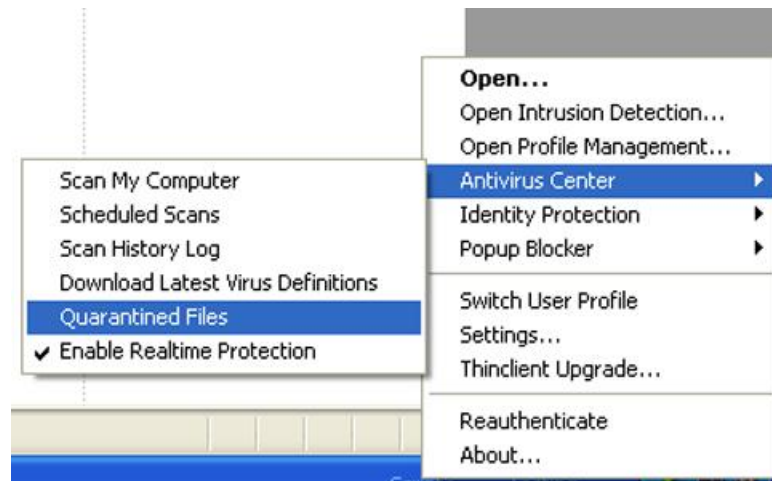 Open...
Open Intrusion Detection...
Open Profile Management...
Antivirus Center
Identity Protection
Popup Blocker
Switch User Profile
Settings...
Thinclient Upgrade...
Reauthenticate
About...
Scan My Computer
Scheduled Scans
Scan History Log
Download Latest Virus Definitions
Quarantined Files
Enable Realtime Protection